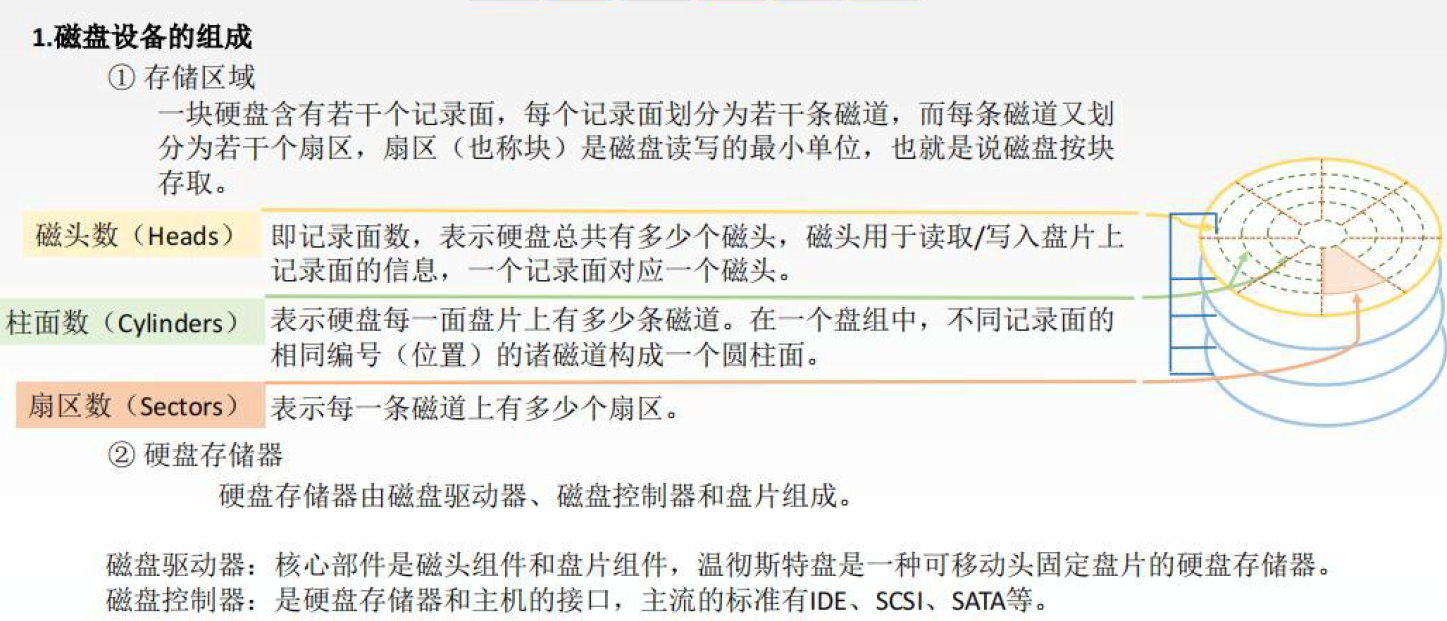 1.磁盘设备的组成
① 存储区域
一块硬盘含有若干个记录面，每个记录面划分为若干条磁道，而每条磁道又划
分为若干个扇区，扇区（也称块）是磁盘读写的最小单位，也就是说磁盘按块
存取。
磁头数（Heads） 即记录面数，表示硬盘总共有多少个磁头，磁头用于读取/写入盘片上
记录面的信息，一个记录面对应一个磁头。
柱面数（Cylinders） 表示硬盘每一面盘片上有多少条磁道。在一个盘组中，不同记录面的
相同编号（位置）的诸磁道构成一个圆柱面。
扇区数（Sectors） 表示每一条磁道上有多少个扇区。
② 硬盘存储器
硬盘存储器由磁盘驱动器、磁盘控制器和盘片组成。
磁盘驱动器：核心部件是磁头组件和盘片组件，温彻斯特盘是一种可移动头固定盘片的硬盘存储器。
磁盘控制器：是硬盘存储器和主机的接口，主流的标准有IDE、SCSI、SATA等。